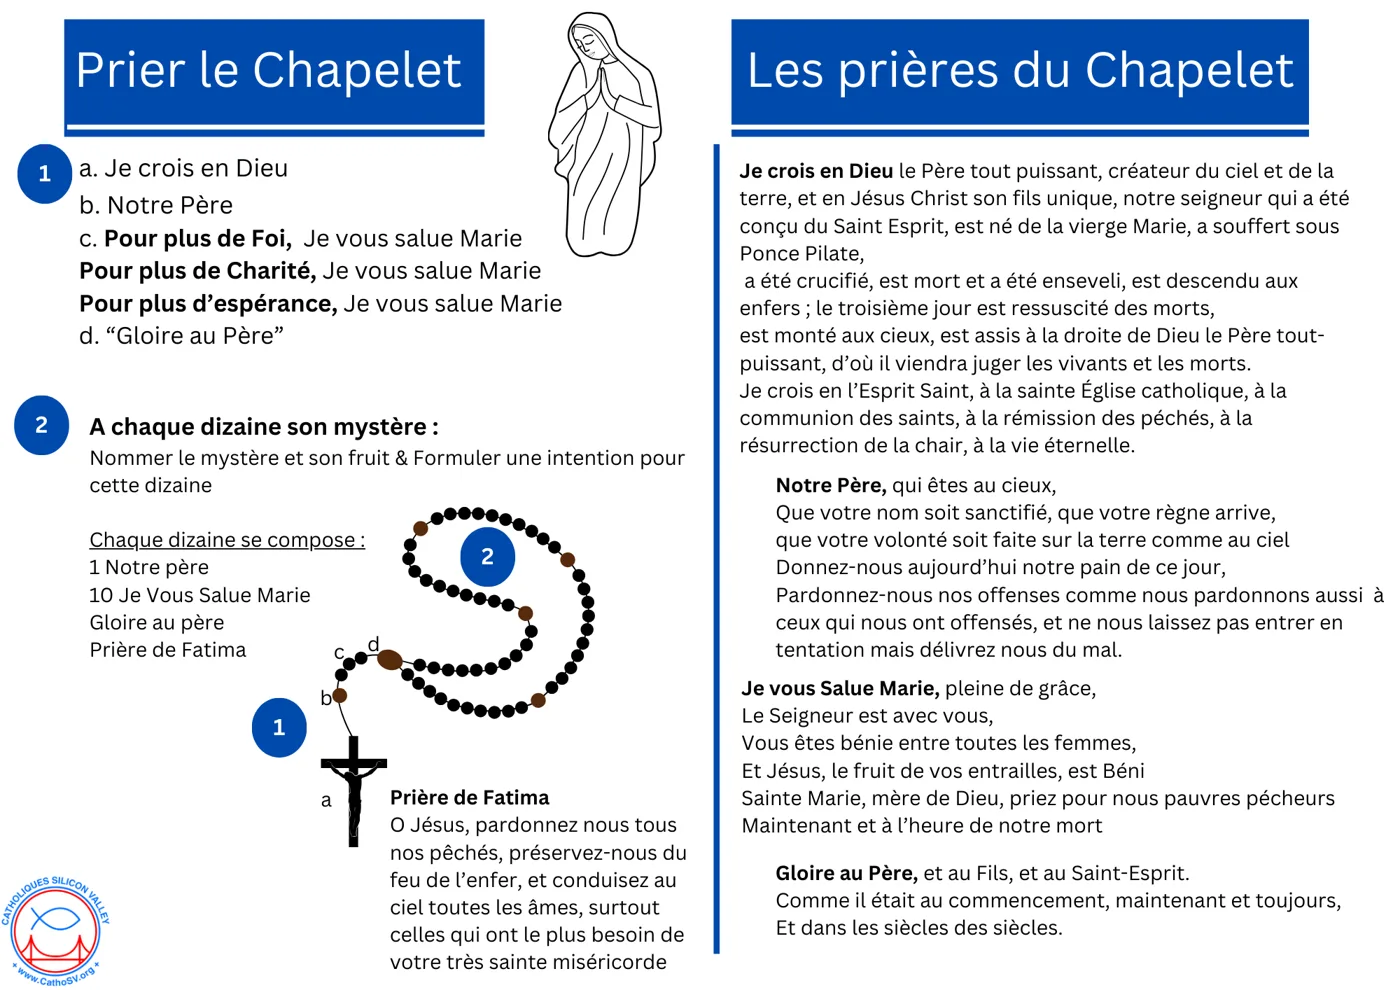 Prier le Chapelet
1
a. Je crois en Dieu
b. Notre Père
c. Pour plus de Foi, Je vous salue Marie
Pour plus de Charité, Je vous salue Marie
Pour plus d’espérance, Je vous salue Marie
d. “Gloire au Père”
2
A chaque dizaine son mystère :
Nommer le mystère et son fruit & Formuler une intention pour
cette dizaine
Chaque dizaine se compose :
1 Notre père
10 Je Vous Salue Marie
Gloire au père
Prière de Fatima
2
d
c
b
1
a
Prière de Fatima
O Jésus, pardonnez nous tous
nos pêchés, préservez-nous du
feu de l’enfer, et conduisez au
ciel toutes les âmes, surtout
celles qui ont le plus besoin de
votre très sainte miséricorde
CATHOLIQUES SILICON VALLEY
www.CathoSV.org
Les prières du Chapelet
Je crois en Dieu le Père tout puissant, créateur du ciel et de la
terre, et en Jésus Christ son fils unique, notre seigneur qui a été
conçu du Saint Esprit, est né de la vierge Marie, a souffert sous
Ponce Pilate,
a été crucifié, est mort et a été enseveli, est descendu aux
enfers ; le troisième jour est ressuscité des morts,
est monté aux cieux, est assis à la droite de Dieu le Père tout-
puissant, d’où il viendra juger les vivants et les morts.
Je crois en l’Esprit Saint, à la sainte Église catholique, à la
communion des saints, à la rémission des péchés, à la
résurrection de la chair, à la vie éternelle.
Notre Père, qui êtes au cieux,
Que votre nom soit sanctifié, que votre règne arrive,
que votre volonté soit faite sur la terre comme au ciel
Donnez-nous aujourd’hui notre pain de ce jour,
Pardonnez-nous nos offenses comme nous pardonnons aussi à
ceux qui nous ont offensés, et ne nous laissez pas entrer en
tentation mais délivrez nous du mal.
Je vous Salue Marie, pleine de grâce,
Le Seigneur est avec vous,
Vous êtes bénie entre toutes les femmes,
Et Jésus, le fruit de vos entrailles, est Béni
Sainte Marie, mère de Dieu, priez pour nous pauvres pécheurs
Maintenant et à l’heure de notre mort
Gloire au Père, et au Fils, et au Saint-Esprit.
Comme il était au commencement, maintenant et toujours,
Et dans les siècles des siècles.